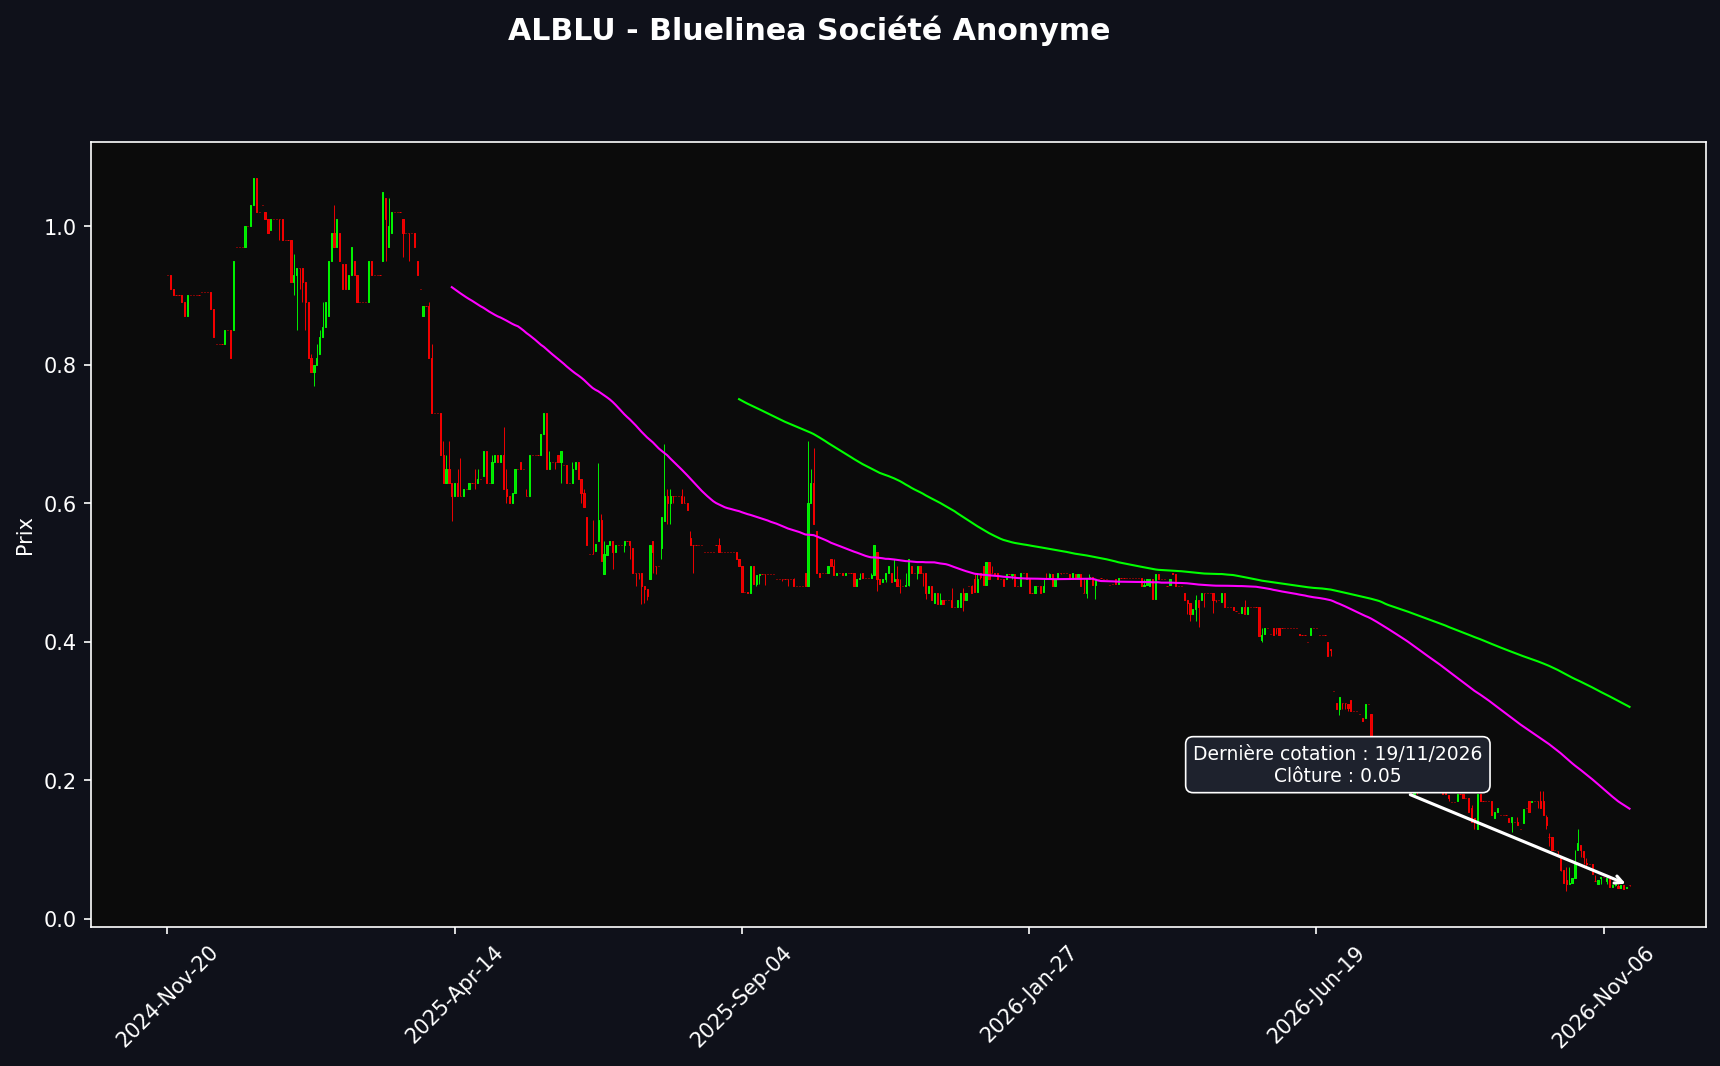 ALBLU - Bluelinea Société Anonyme
Prix
1.0
0.8
0.6
0.4
0.2
0.0
Dernière cotation : 19/11/2026
Clôture : 0.05
2024-Nov-20
2025-Apr-14
2025-Sep-04
2026-Jan-27
2026-Jun-19
2026-Nov-06